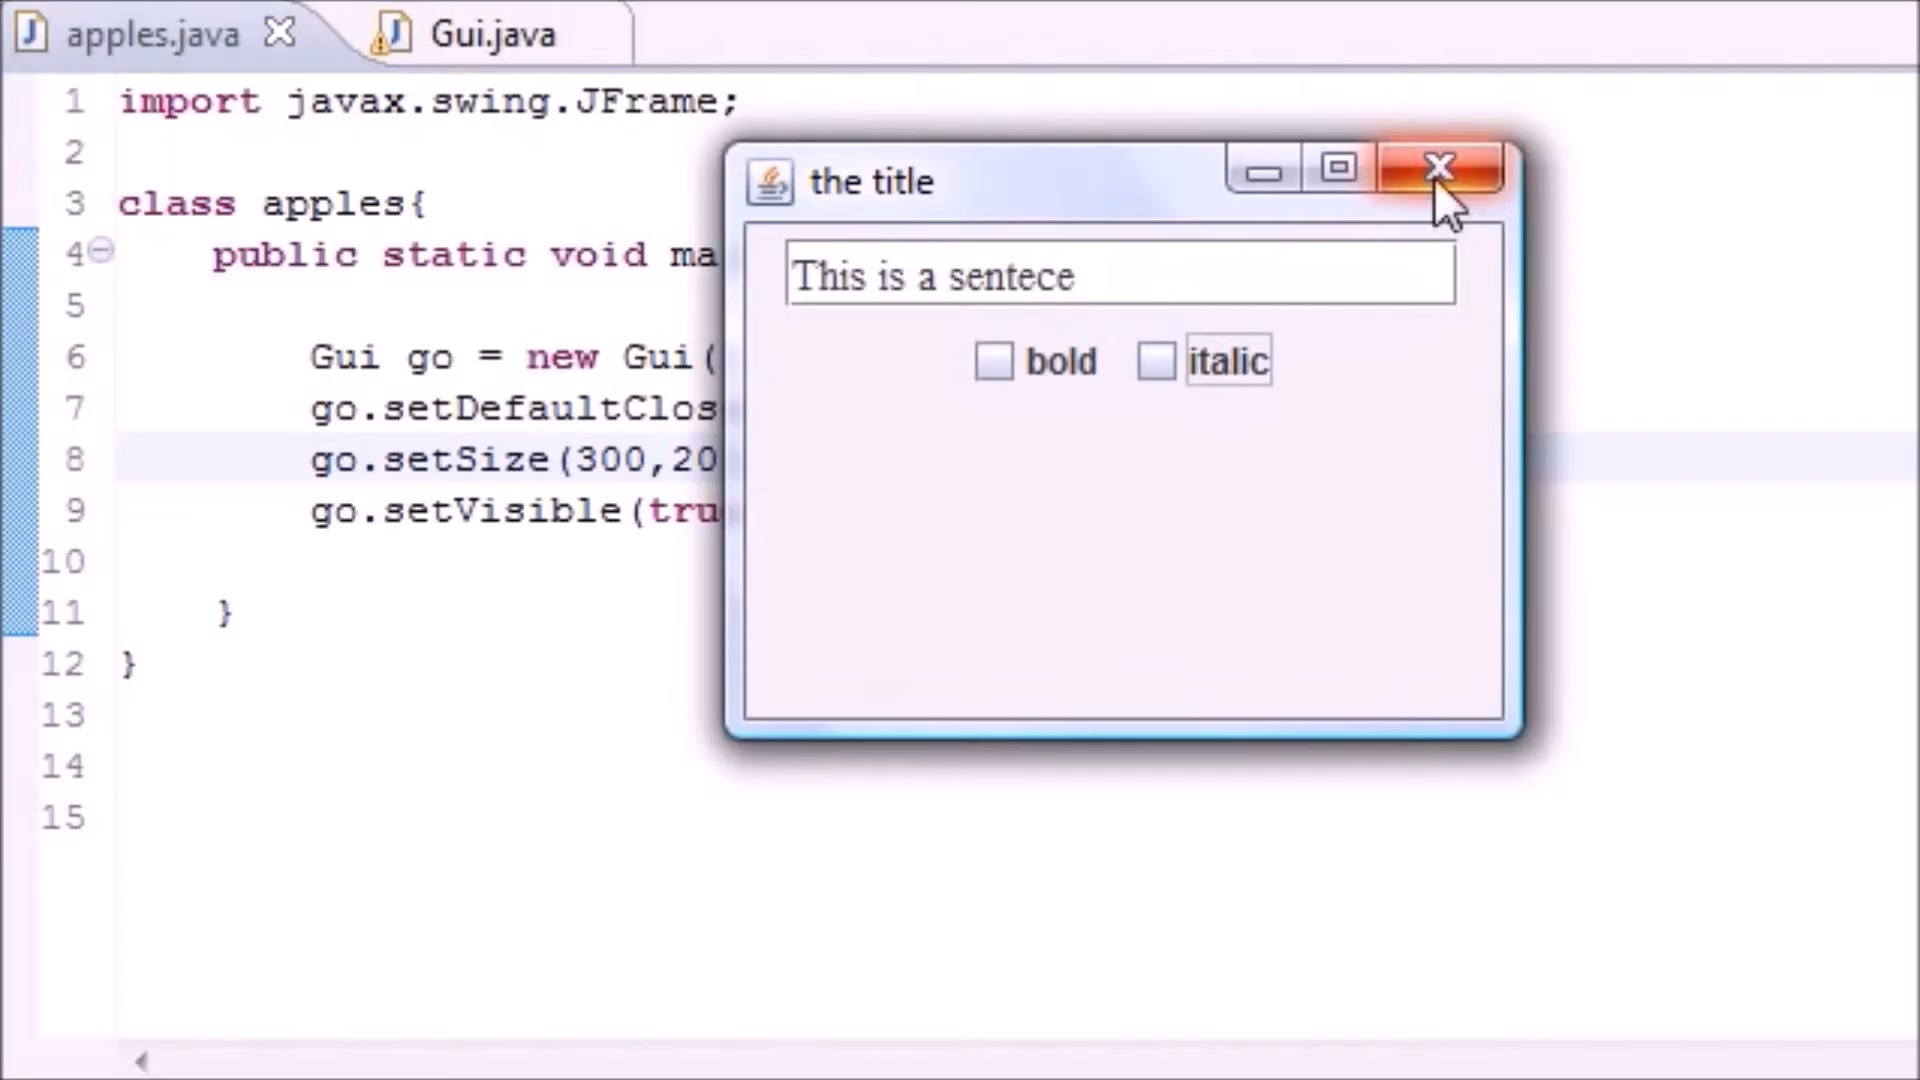 apples.java
Gui.java
1 import javax.swing.JFrame;
2
3 class apples{
4 public static void ma
5
6 Gui go = new Gui(
7 go.setDefaultClos
8 go.setSize(300,20
9 go.setVisible(tru
10
11 }
12 }
13
14
15
the title
This is a sentece
bold italic